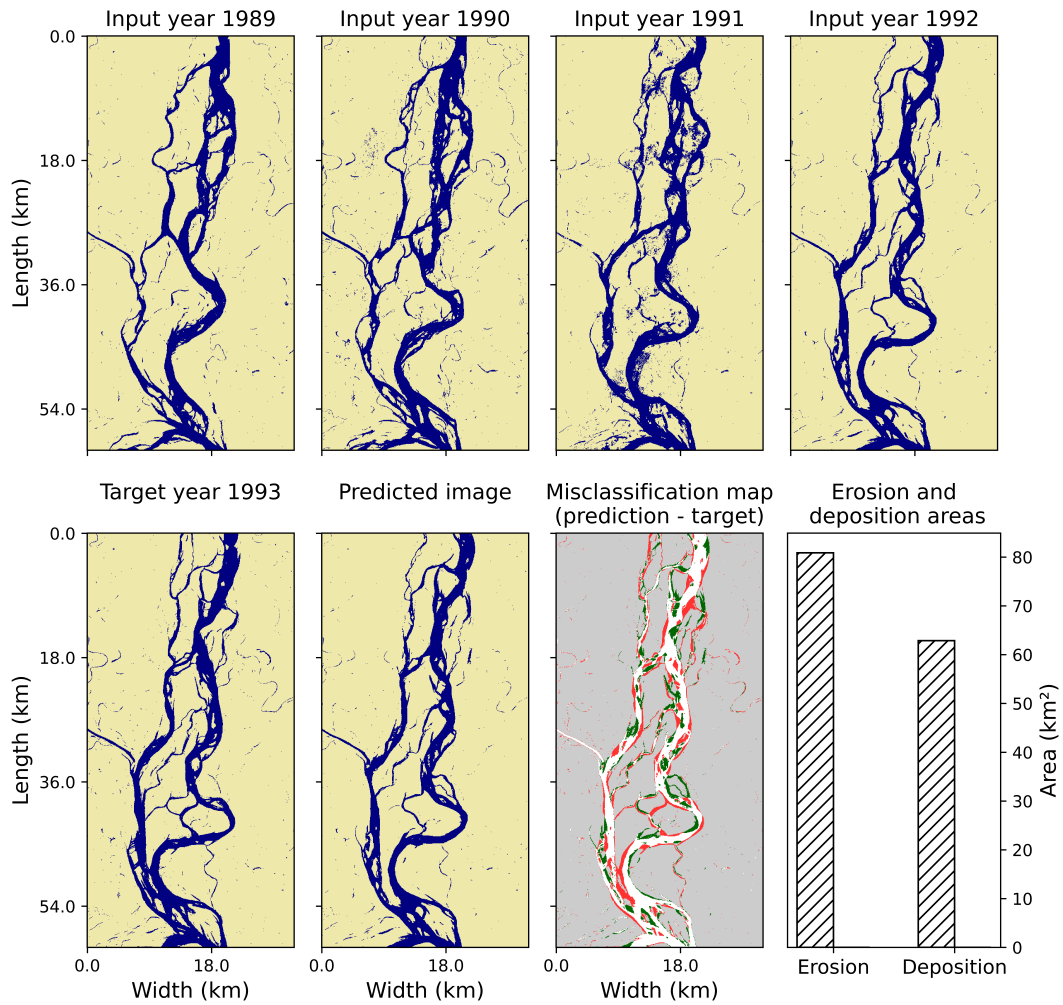 Input year 1989
Input year 1990
Input year 1991
Input year 1992
0.0
18.0
36.0
54.0
Length (km)
Target year 1993
Predicted image
Misclassification map
(prediction - target)
Erosion and
deposition areas
0.0
18.0
36.0
54.0
Length (km)
0.0
18.0
Width (km)
0.0
18.0
Width (km)
0.0
18.0
Width (km)
Erosion
Deposition
80
70
60
50
40
30
20
10
0
Area (km²)